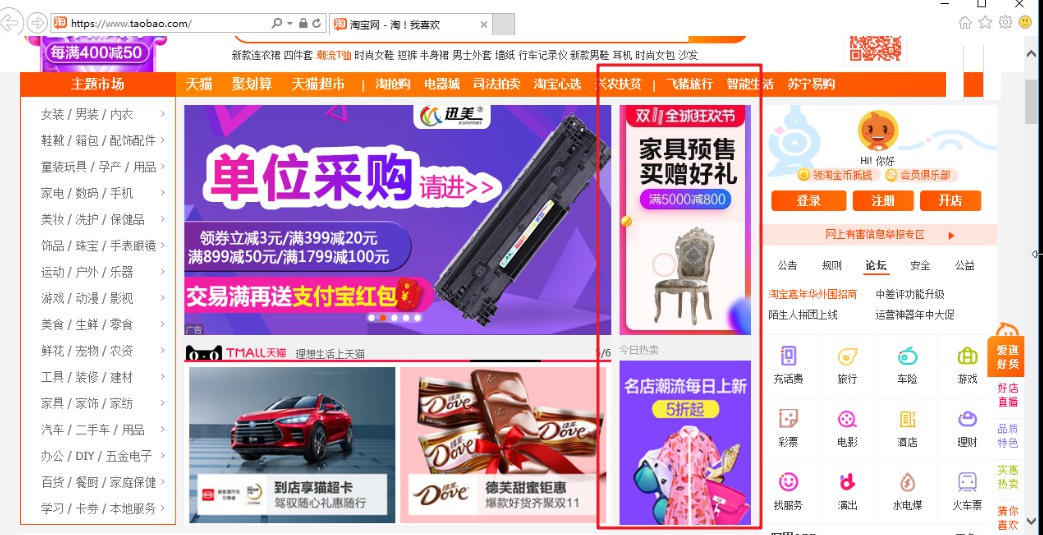 https://www.taobao.com/
淘宝网 - 淘！我喜欢
每满400减50
新款连衣裙 四件套 潮流T恤 时尚女鞋 短裤 半身裙 男士外套 墙纸 行车记录仪 新款男鞋 耳机 时尚女包 沙发
主题市场
天猫 聚划算 天猫超市 | 淘抢购 电器城 司法拍卖 淘宝心选 兴农扶贫 | 飞猪旅行 智能生活 苏宁易购
女装 / 男装 / 内衣
鞋靴 / 箱包 / 配饰配件
童装玩具 / 孕产 / 用品
家电 / 数码 / 手机
美妆 / 洗护 / 保健品
饰品 / 珠宝 / 手表眼镜
运动 / 户外 / 乐器
游戏 / 动漫 / 影视
美食 / 生鲜 / 零食
鲜花 / 宠物 / 农资
工具 / 装修 / 建材
家具 / 家饰 / 家纺
汽车 / 二手车 / 用品
办公 / DIY / 五金电子
百货 / 餐厨 / 家庭保健
学习 / 卡券 / 本地服务
迅美®
单位采购 请进>>
领券立减3元/满399减20元
满899减50元/满1799减100元
交易满再送支付宝红包
广告
TMALL天猫 理想生活上天猫
/6
到店享猫超卡
驾驭随心礼惠随行
德芙
Dove
德芙
Dove
德芙
Dove
Dove
德芙甜蜜钜惠
爆款好货齐聚双11
双11全球狂欢节
家具预售
买赠好礼
满5000减800
今日热卖
名店潮流每日上新
5折起
Hi! 你好
领淘金币抵钱 会员俱乐部
登录 注册 开店
网上有害信息举报专区
公告 规则 论坛 安全 公益
淘宝嘉年华外围招商 中差评功能升级
陌生人拼团上线 运营神器年中大促
充话费 旅行 车险 游戏
彩票 电影 酒店 理财
找服务 演出 水电煤 火车票
爱逛
好货
好店
直播
品质
特色
实惠
热卖
猜你
喜欢